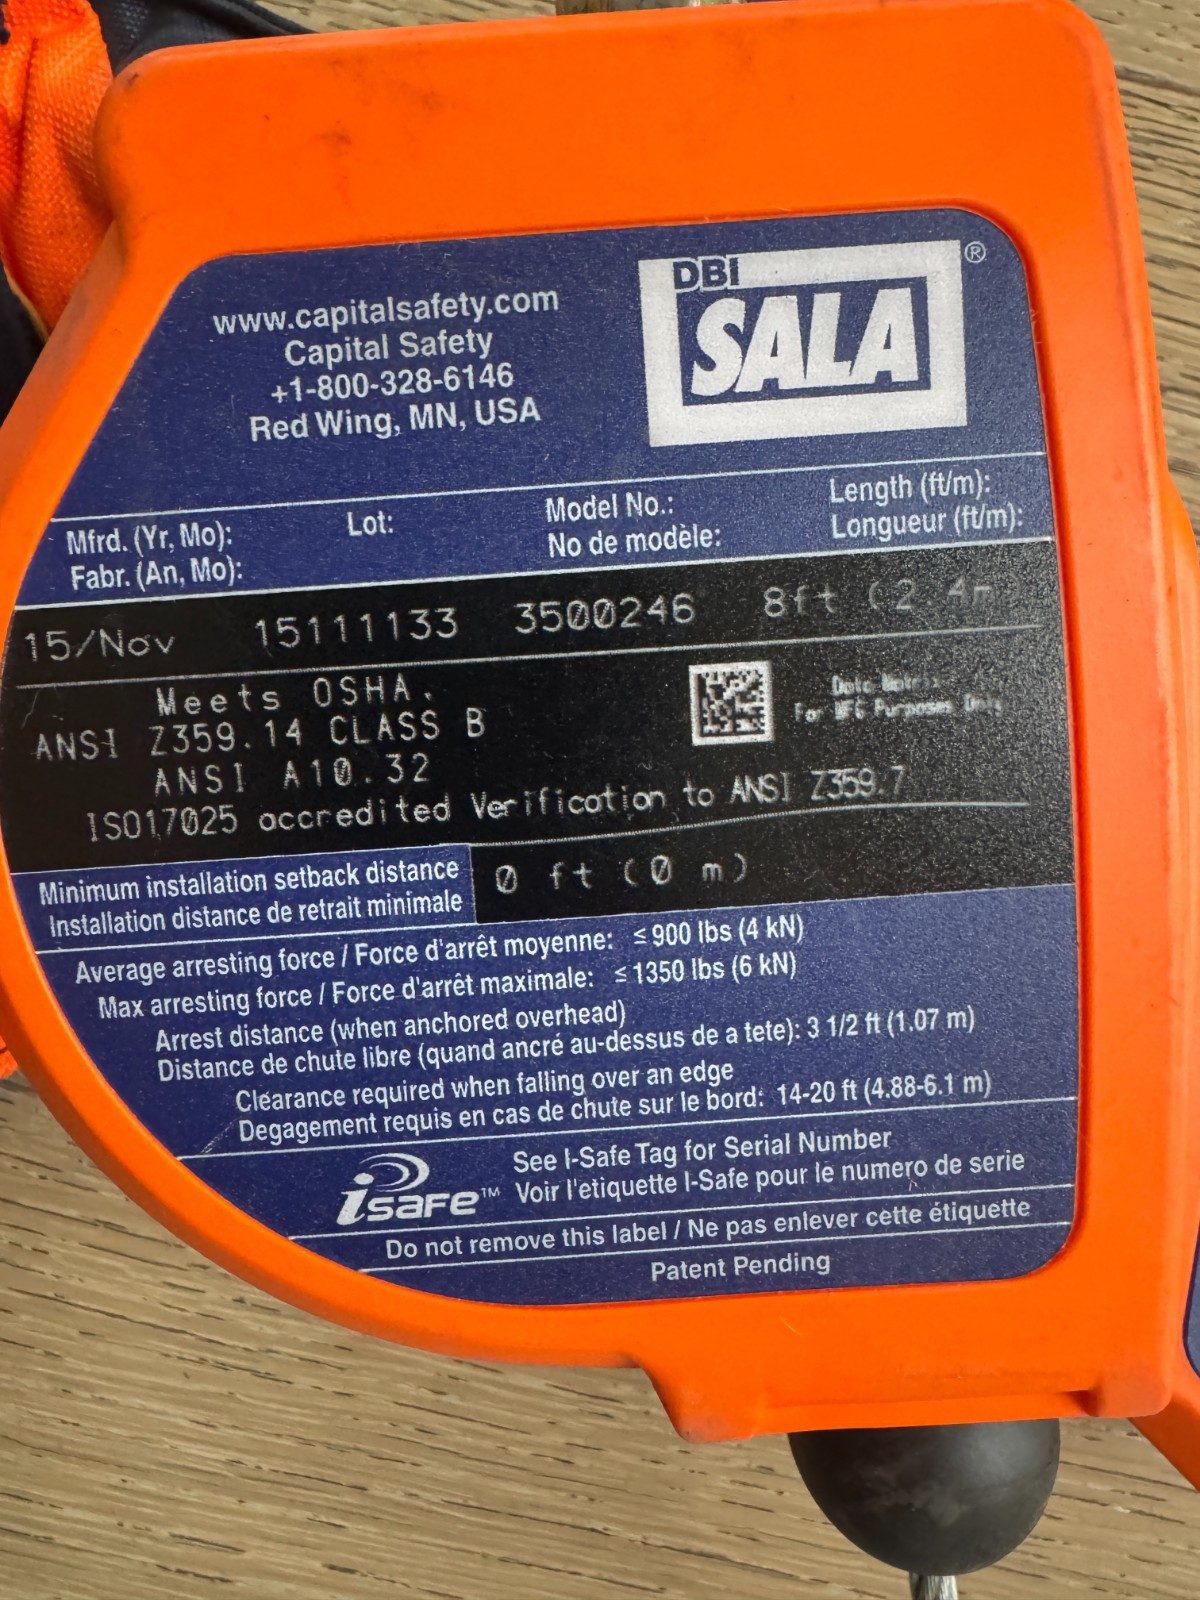 DBI
SALA®
www.capitalsafety.com
Capital Safety
+1-800-328-6146
Red Wing, MN, USA
Mfrd. (Yr, Mo):
Fabr. (An, Mo):
Lot:
Model No.:
No de modèle:
Length (ft/m):
Longueur (ft/m):
15/Nov 15111133 3500246 8ft (2 4m)
Meets OSHA.
ANSI Z359.14 CLASS B
ANSI A10.32
ISO17025 accredited Verification to ANSI Z359.7
For MFG Purposes Only
Minimum installation setback distance
Installation distance de retrait minimale
0 ft (0 m)
Average arresting force / Force d'arrêt moyenne: ≤ 900 lbs (4 kN)
Max arresting force / Force d'arrêt maximale: ≤ 1350 lbs (6 kN)
Arrest distance (when anchored overhead)
Distance de chute libre (quand ancré au-dessus de a tete): 3 1/2 ft (1.07 m)
Clearance required when falling over an edge
Degagement requis en cas de chute sur le bord: 14-20 ft (4.88-6.1 m)
isafe™
See I-Safe Tag for Serial Number
Voir l'etiquette I-Safe pour le numero de serie
Do not remove this label / Ne pas enlever cette étiquette
Patent Pending